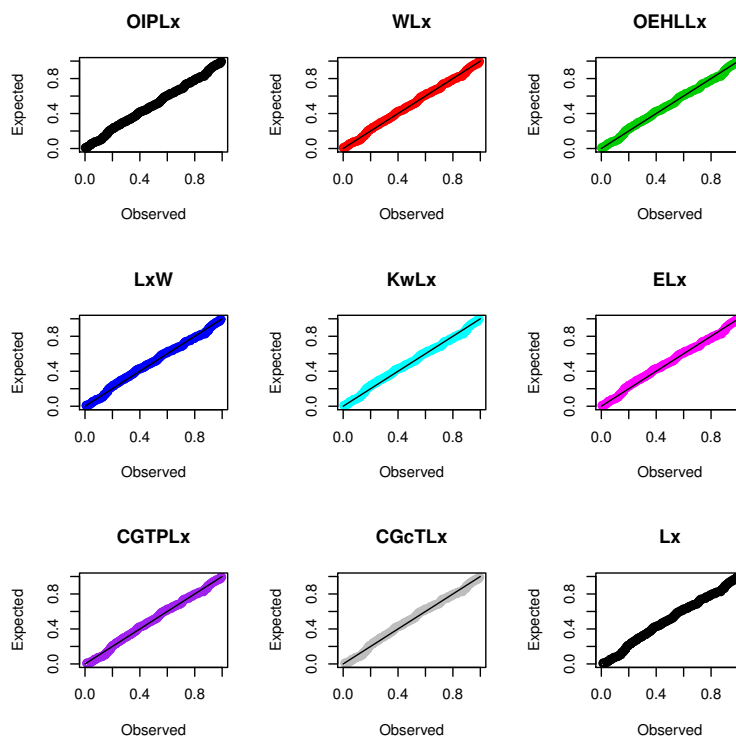 OIPLx WLx OEHLLx
Expected Expected Expected
0.8 0.8 0.8
0.4 0.4 0.4
0.0 0.0 0.0
0.0 0.4 0.8 0.0 0.4 0.8 0.0 0.4 0.8
Observed Observed Observed
LxW KwLx ELx
Expected Expected Expected
0.8 0.8 0.8
0.4 0.4 0.4
0.0 0.0 0.0
0.0 0.4 0.8 0.0 0.4 0.8 0.0 0.4 0.8
Observed Observed Observed
CGTPLx CGcTLx Lx
Expected Expected Expected
0.8 0.8 0.8
0.4 0.4 0.4
0.0 0.0 0.0
0.0 0.4 0.8 0.0 0.4 0.8 0.0 0.4 0.8
Observed Observed Observed